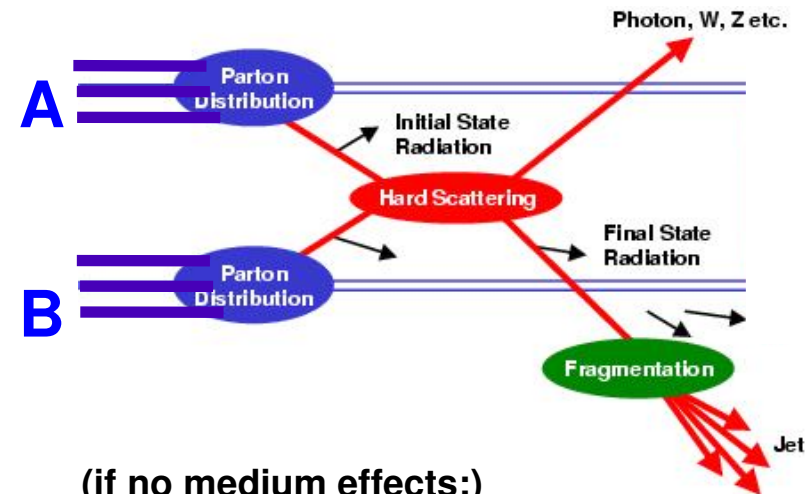 Photon, W, Z etc.
Parton
Distribution
A
Initial State
Radiation
Hard Scattering
Final State
Radiation
Parton
Distribution
B
Fragmentation
Jet
(if no medium effects:)